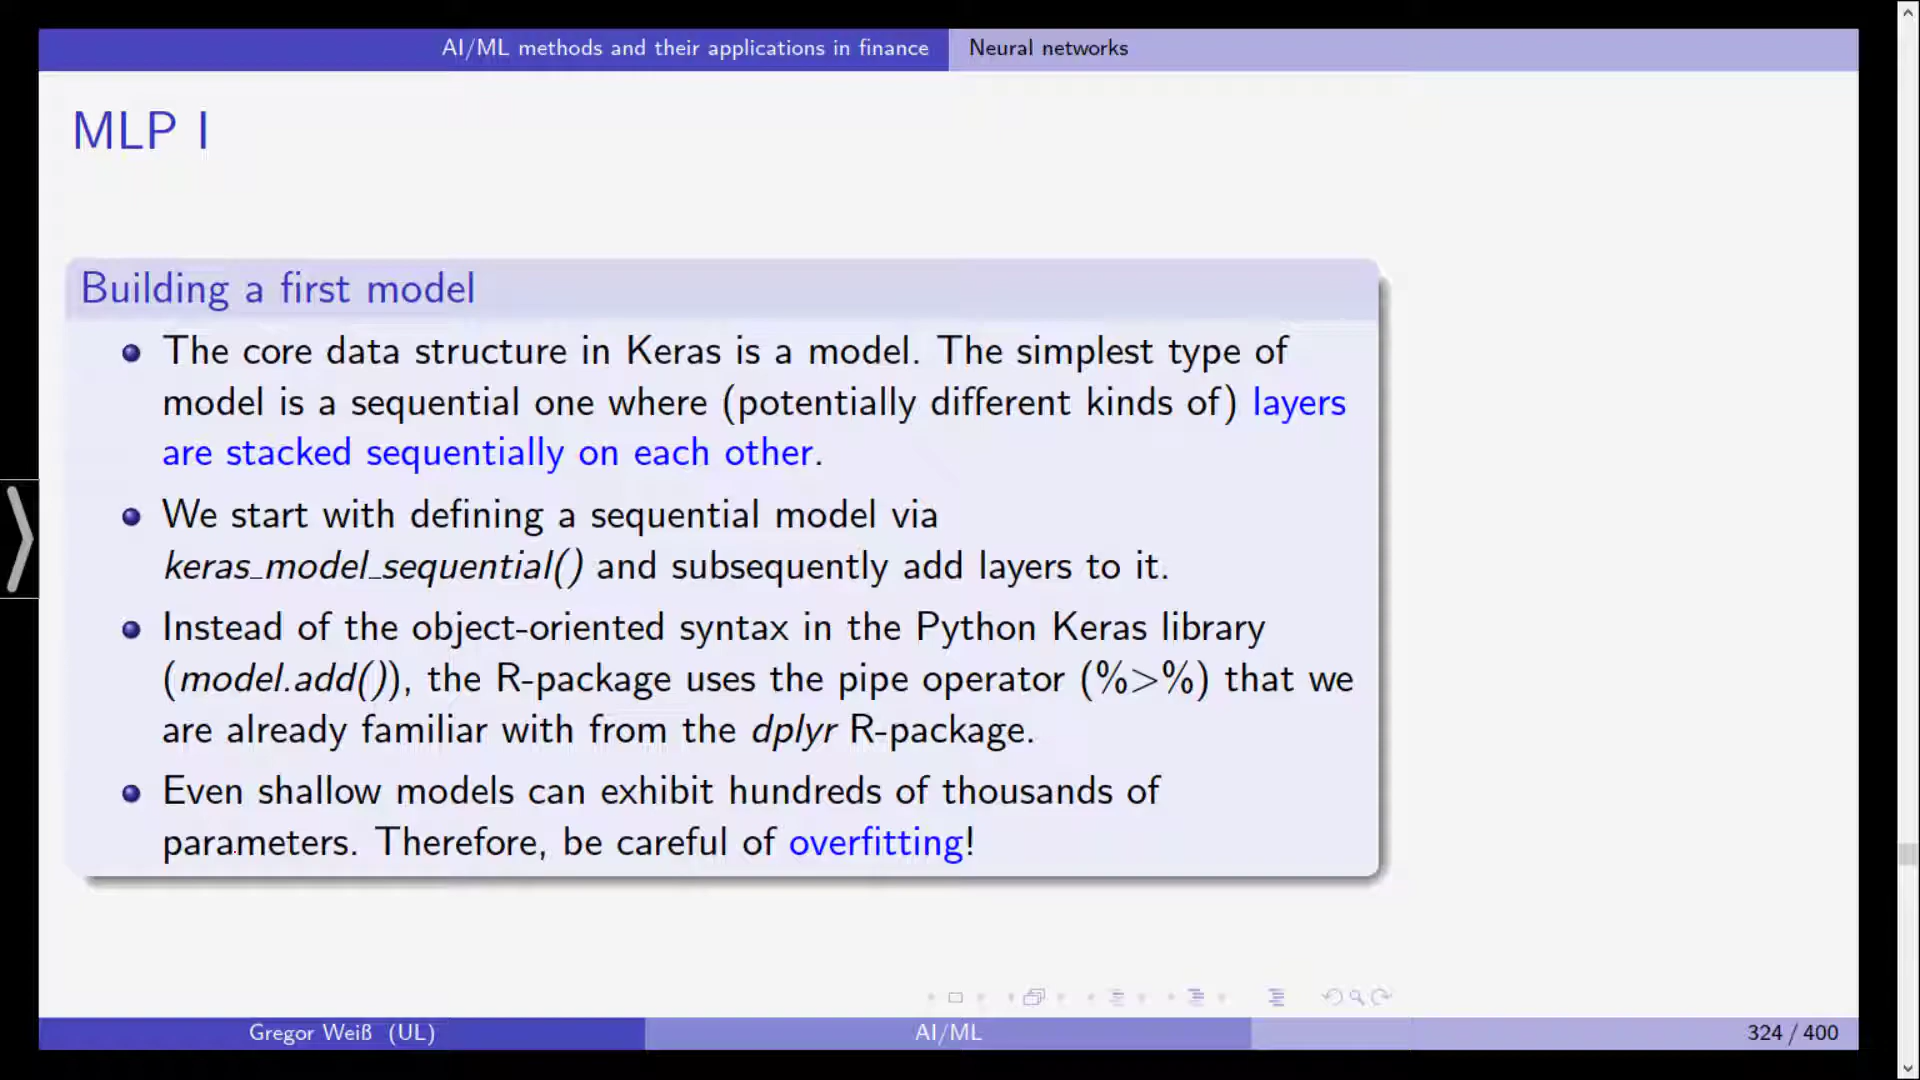 AI/ML methods and their applications in finance
Neural networks
MLP I
Building a first model
The core data structure in Keras is a model. The simplest type of
model is a sequential one where (potentially different kinds of) layers
are stacked sequentially on each other.
We start with defining a sequential model via
keras_model_sequential() and subsequently add layers to it.
Instead of the object-oriented syntax in the Python Keras library
(model.add()), the R-package uses the pipe operator (%>%) that we
are already familiar with from the dplyr R-package.
Even shallow models can exhibit hundreds of thousands of
parameters. Therefore, be careful of overfitting!
Gregor Weiß (UL)
AI/ML
324 / 400